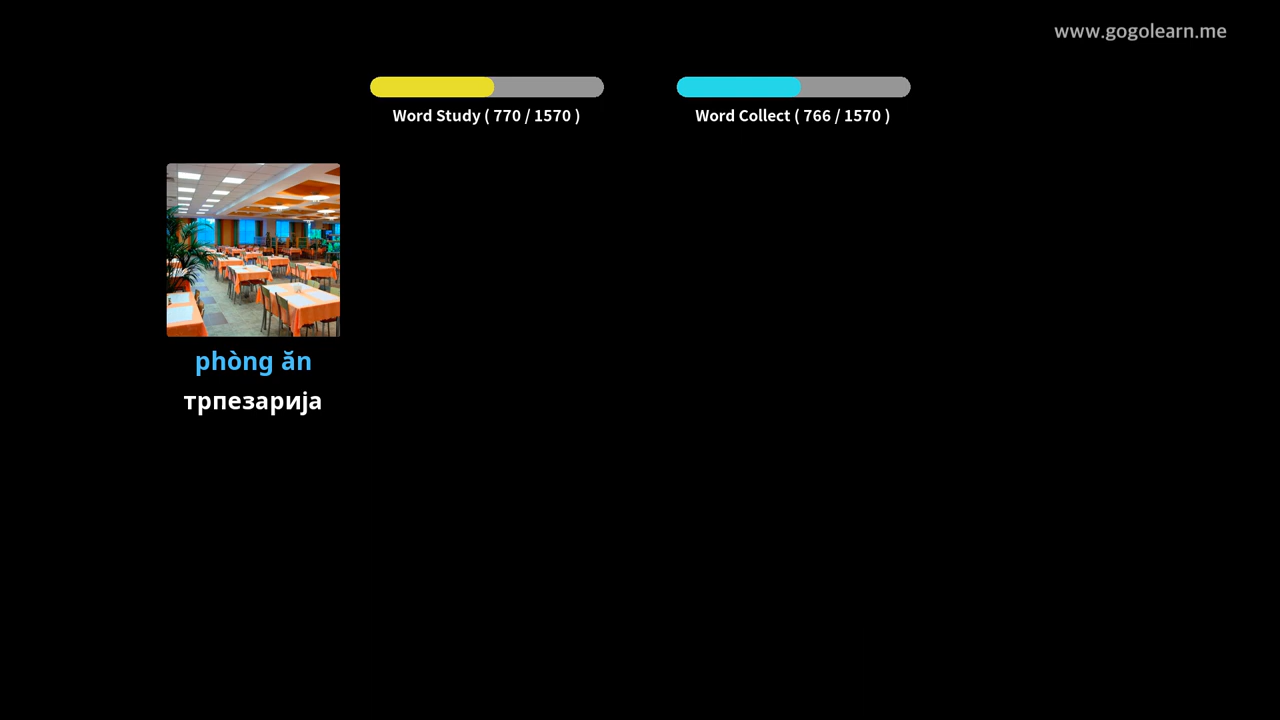 www.gogolearn.me
Word Study ( 770 / 1570 )
Word Collect ( 766 / 1570 )
phòng ăn
трпезарија